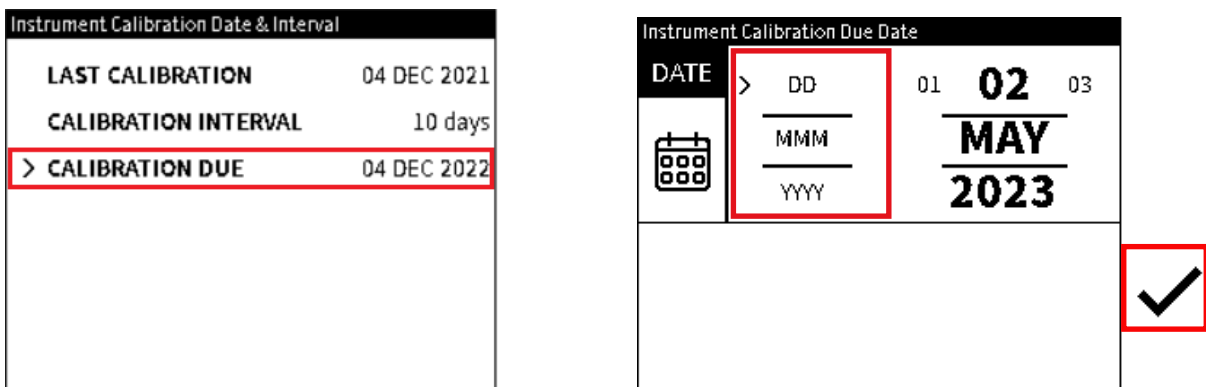 Instrument Calibration Date & Interval
LAST CALIBRATION 04 DEC 2021
CALIBRATION INTERVAL 10 days
> CALIBRATION DUE 04 DEC 2022
Instrument Calibration Due Date
DATE
> DD 01 02 03
MMM MAY
YYYY 2023